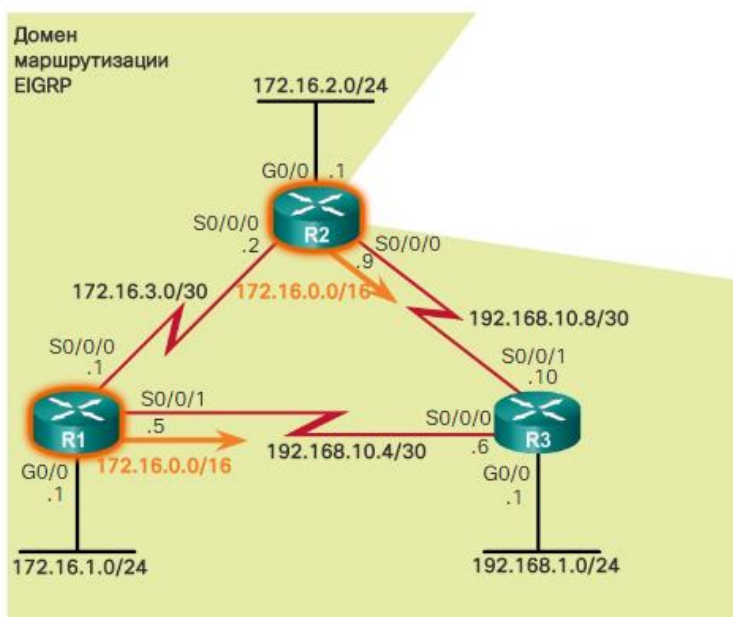 Домен
маршрутизации
EIGRP
172.16.2.0/24
G0/0
.1
R2
S0/0/0
.2
S0/0/0
.9
172.16.3.0/30
172.16.0.0/16
192.168.10.8/30
S0/0/0
.1
S0/0/1
.10
R1
S0/0/1
.5
172.16.0.0/16
192.168.10.4/30
S0/0/0
.6
R3
G0/0
.1
G0/0
.1
172.16.1.0/24
192.168.1.0/24